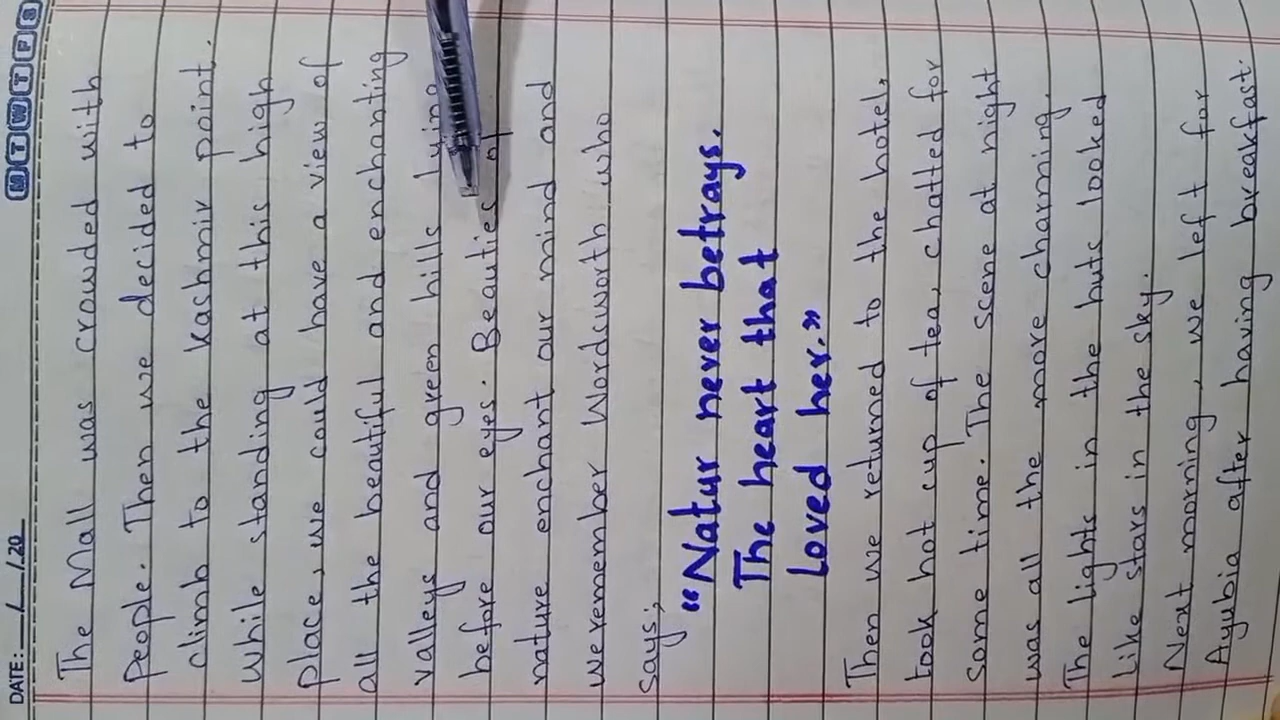 DATE: __/__/20__
M T W T F S
The Mall was crowded with
people. Then we decided to
climb to the Kashmir point.
While standing at this high
place, we could have a view of
all the beautiful and enchanting
valleys and green hills lying
before our eyes. Beauties of
nature enchant our mind and
we remember Wordsworth who
says;
"Natur never betrays.
The heart that
Loved her."
Then we returned to the hotel,
took hot cup of tea, chatted for
some time. The scene at night
was all the more charming.
The lights in the huts looked
Like stars in the sky.
Next morning, we left for
Ayubia after having breakfast.